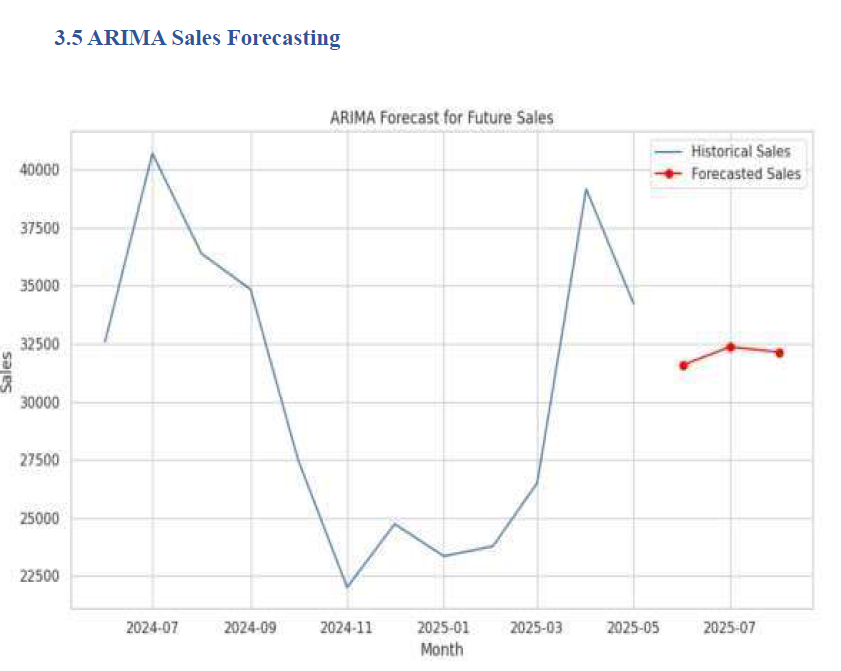 3.5 ARIMA Sales Forecasting
ARIMA Forecast for Future Sales
Historical Sales
Forecasted Sales
40000
37500
35000
32500
30000
27500
25000
22500
Sales
2024-07 2024-09 2024-11 2025-01 2025-03 2025-05 2025-07
Month